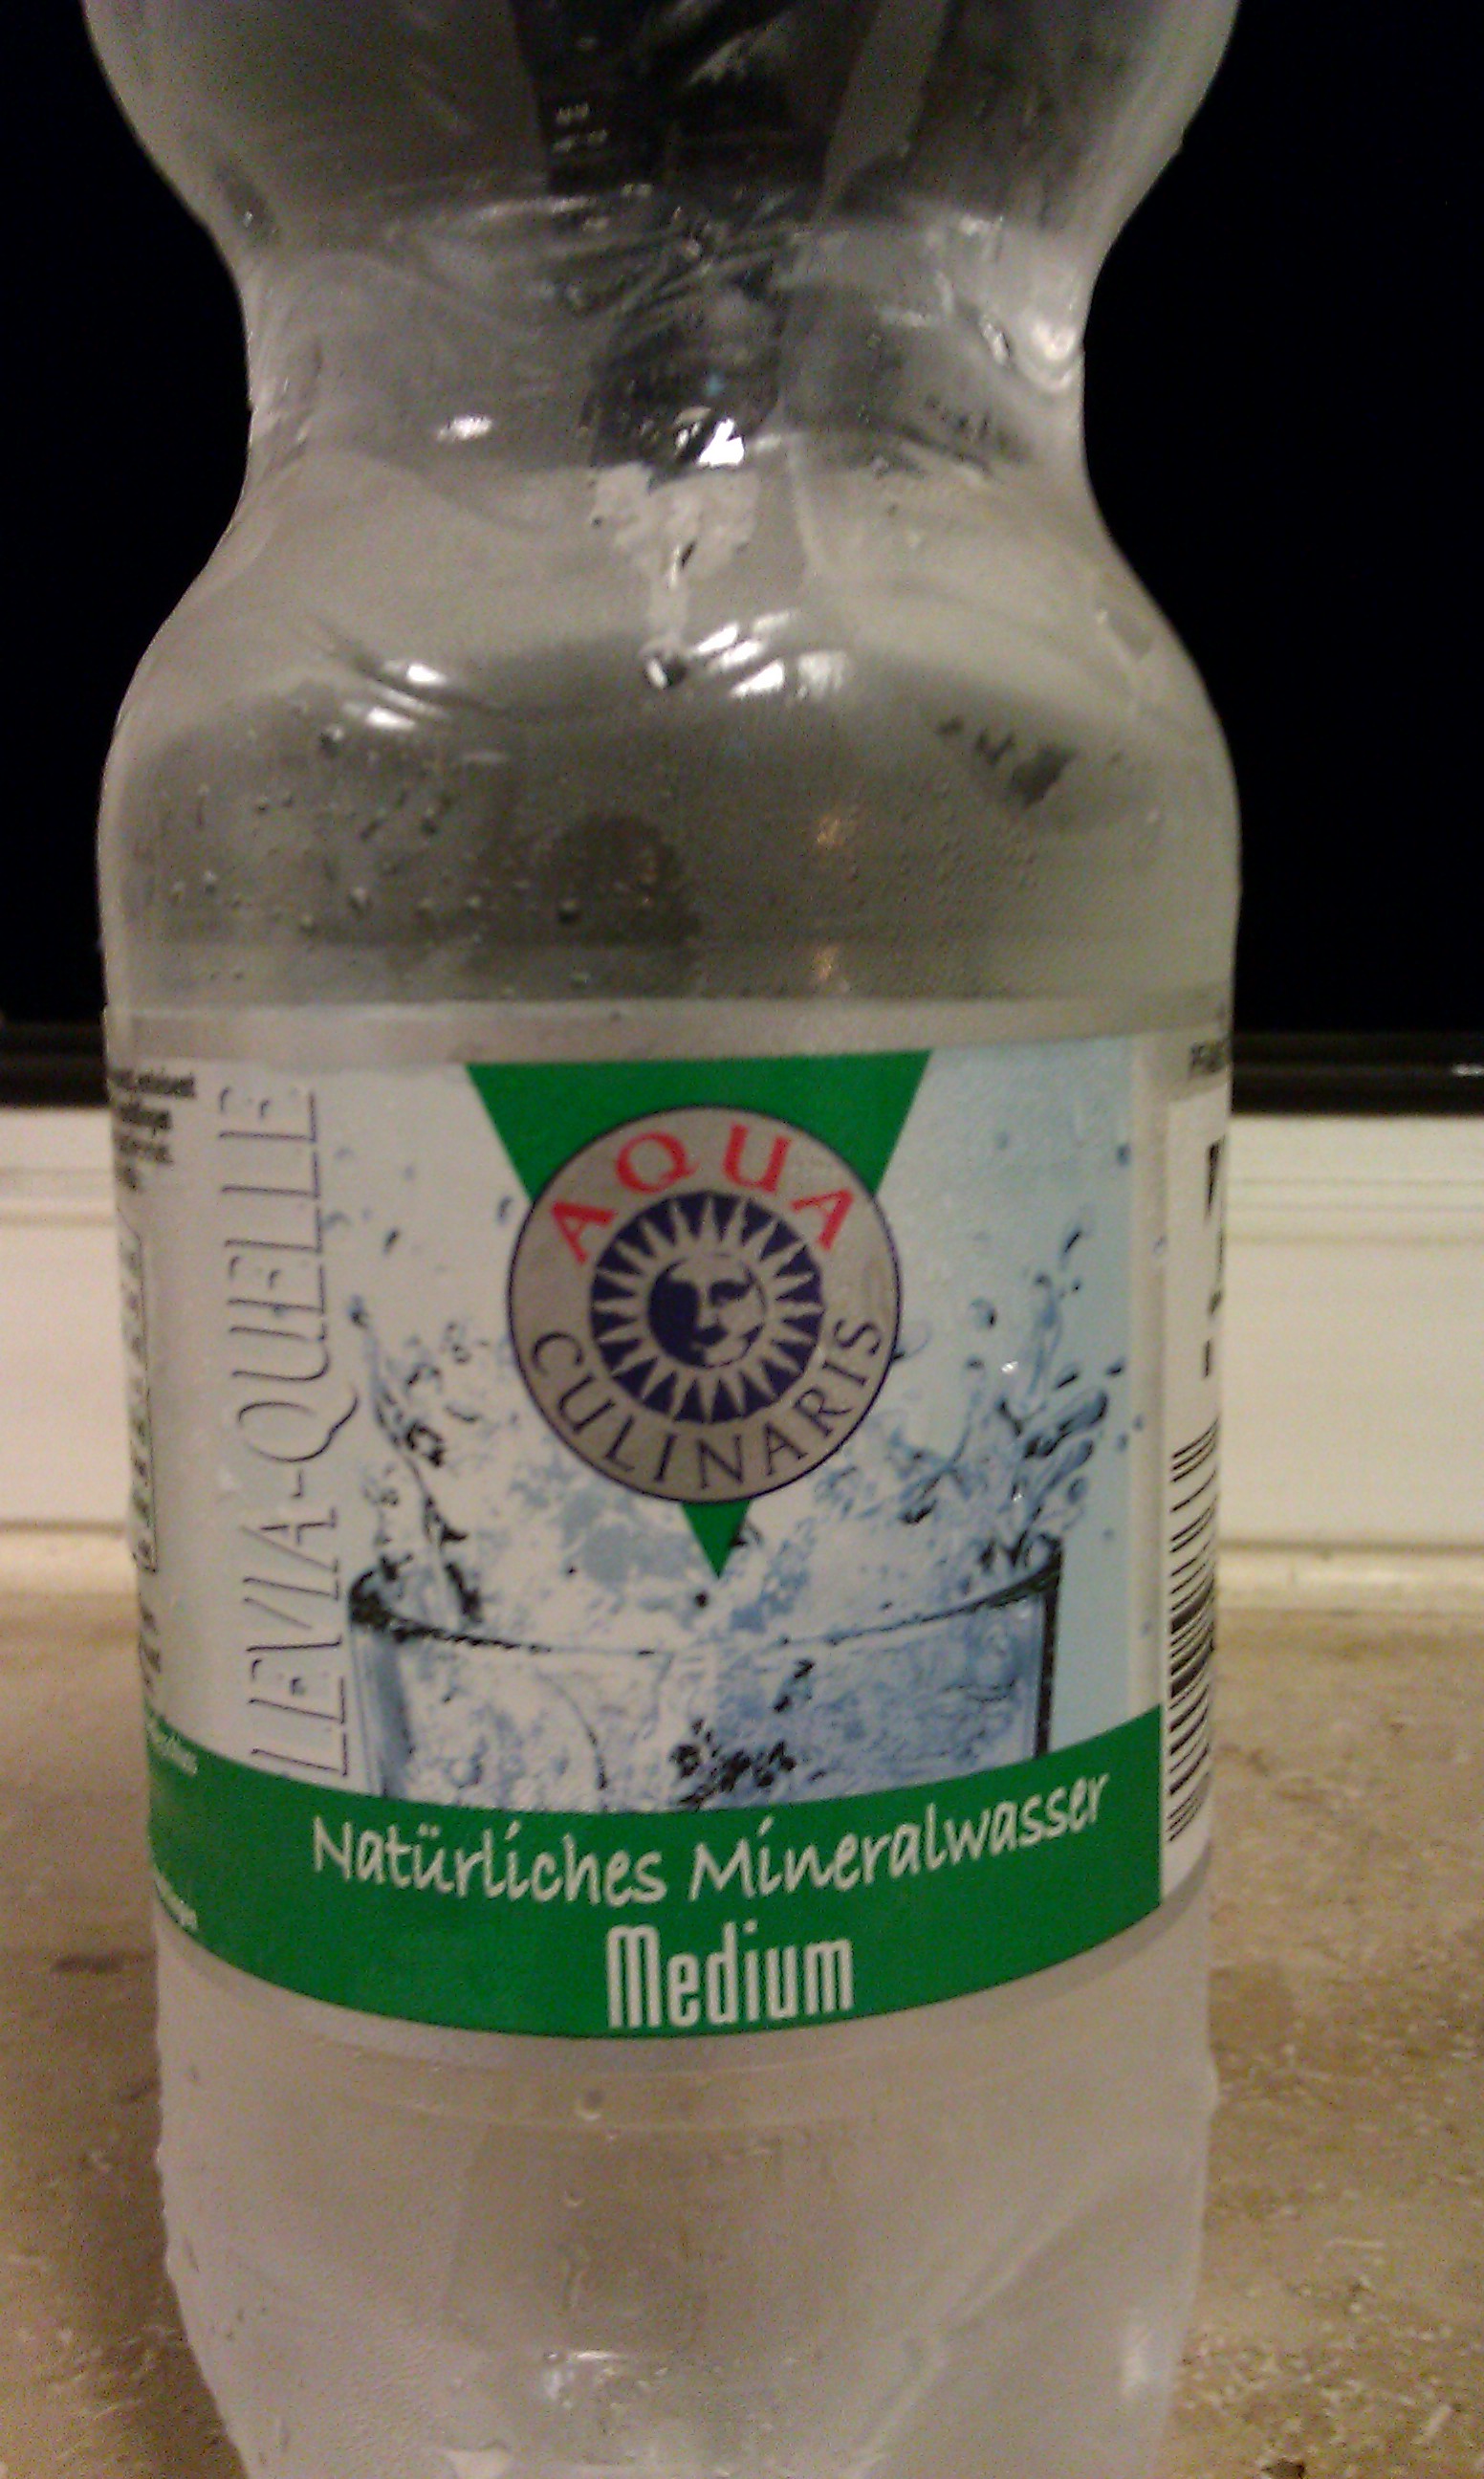 LEVIA-QUELLE
AQUA
CULINARIS
Natürliches Mineralwasser
Medium